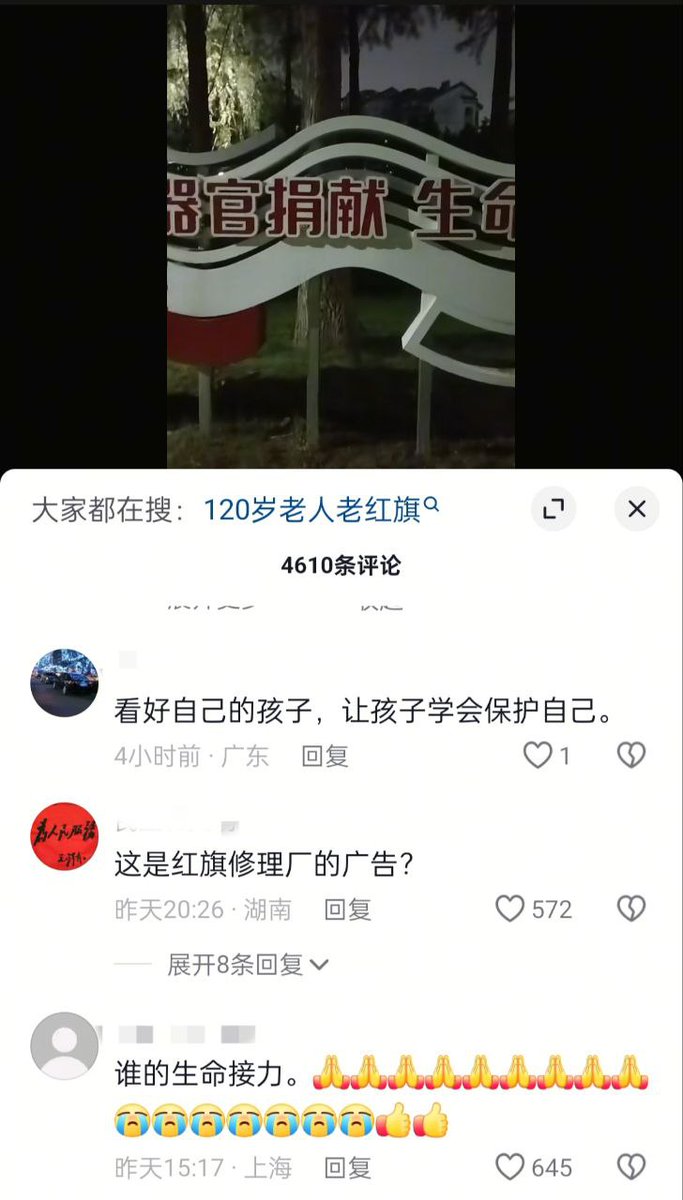 器官捐献 生命
大家都在搜： 120岁老人老红旗
4610条评论
看好自己的孩子，让孩子学会保护自己。
4小时前 · 广东 回复 1
为人民服务
这是红旗修理厂的广告？
昨天20:26 · 湖南 回复 572
展开8条回复
谁的生命接力。🙏🙏🙏🙏🙏🙏🙏🙏🙏
😭😭😭😭😭😭😭👍👍
昨天15:17 · 上海 回复 645